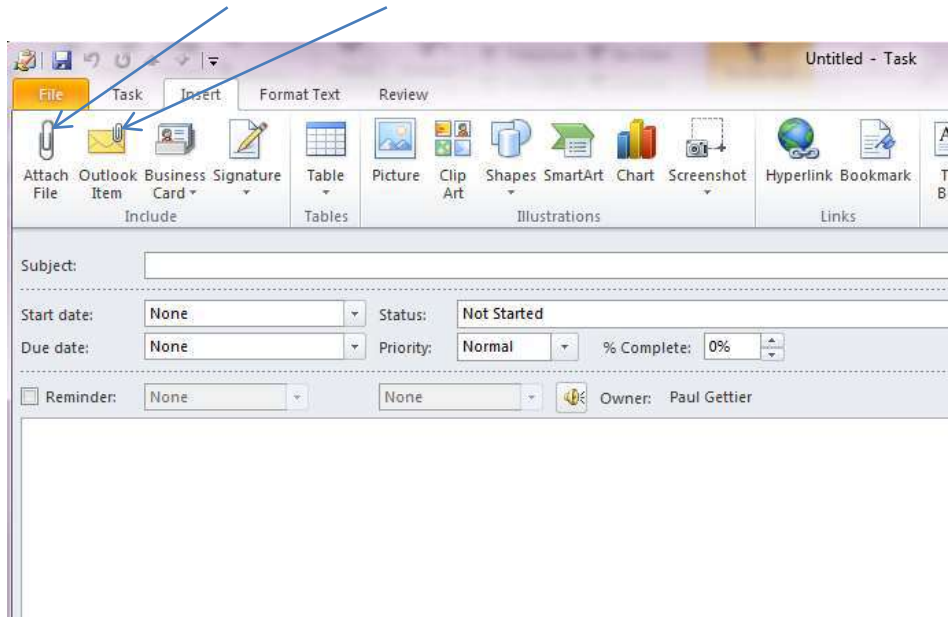 Untitled - Task
File Task Insert Format Text Review
Attach File Outlook Item Business Card Signature Table Picture Clip Art Shapes SmartArt Chart Screenshot Hyperlink Bookmark
Include Tables Illustrations Links
Subject:
Start date: None Status: Not Started
Due date: None Priority: Normal % Complete: 0%
Reminder: None None Owner: Paul Gettier